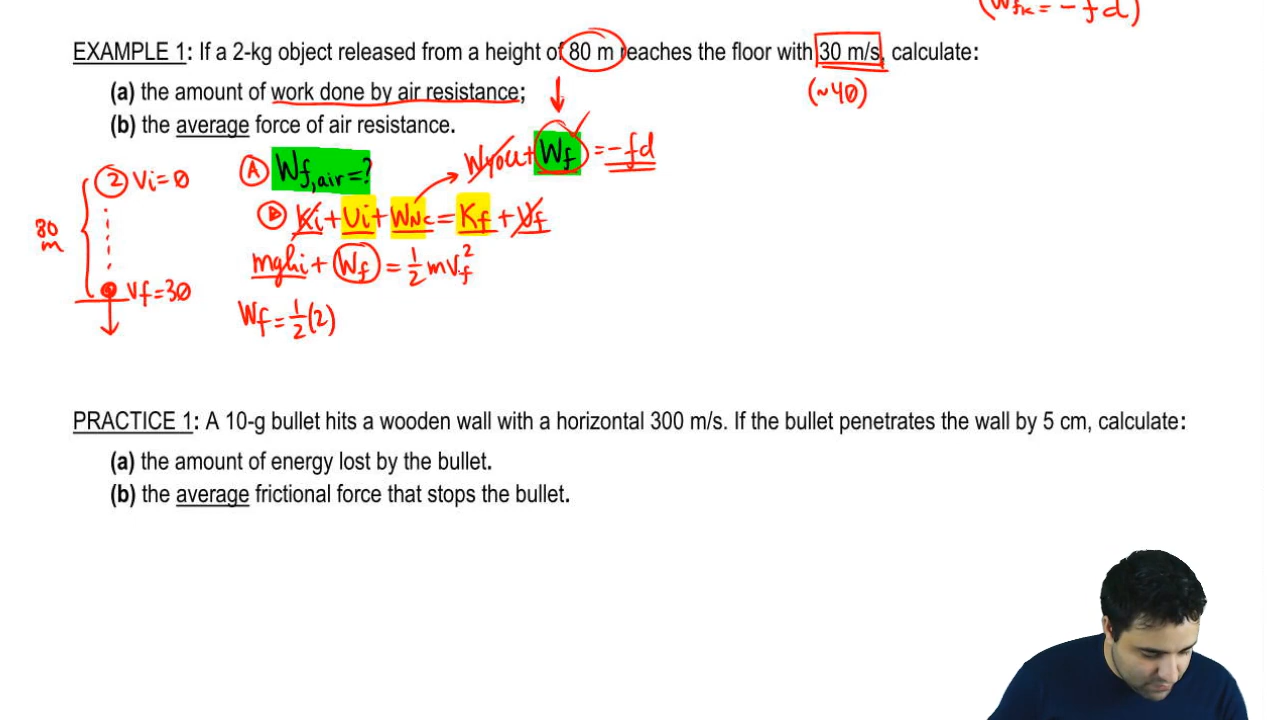 (Wfk = - fd)
EXAMPLE 1: If a 2-kg object released from a height of 80 m reaches the floor with 30 m/s, calculate:
(~40)
(a) the amount of work done by air resistance;
(b) the average force of air resistance.
Wyou + Wf = -fd
(A) Wf,air = ?
(2) Vi=0
80 m
(B) Ki + Ui + WNC = Kf + Uf
mghi + Wf = 1/2 mVf²
Vf=30
Wf = 1/2 (2)
PRACTICE 1: A 10-g bullet hits a wooden wall with a horizontal 300 m/s. If the bullet penetrates the wall by 5 cm, calculate:
(a) the amount of energy lost by the bullet.
(b) the average frictional force that stops the bullet.